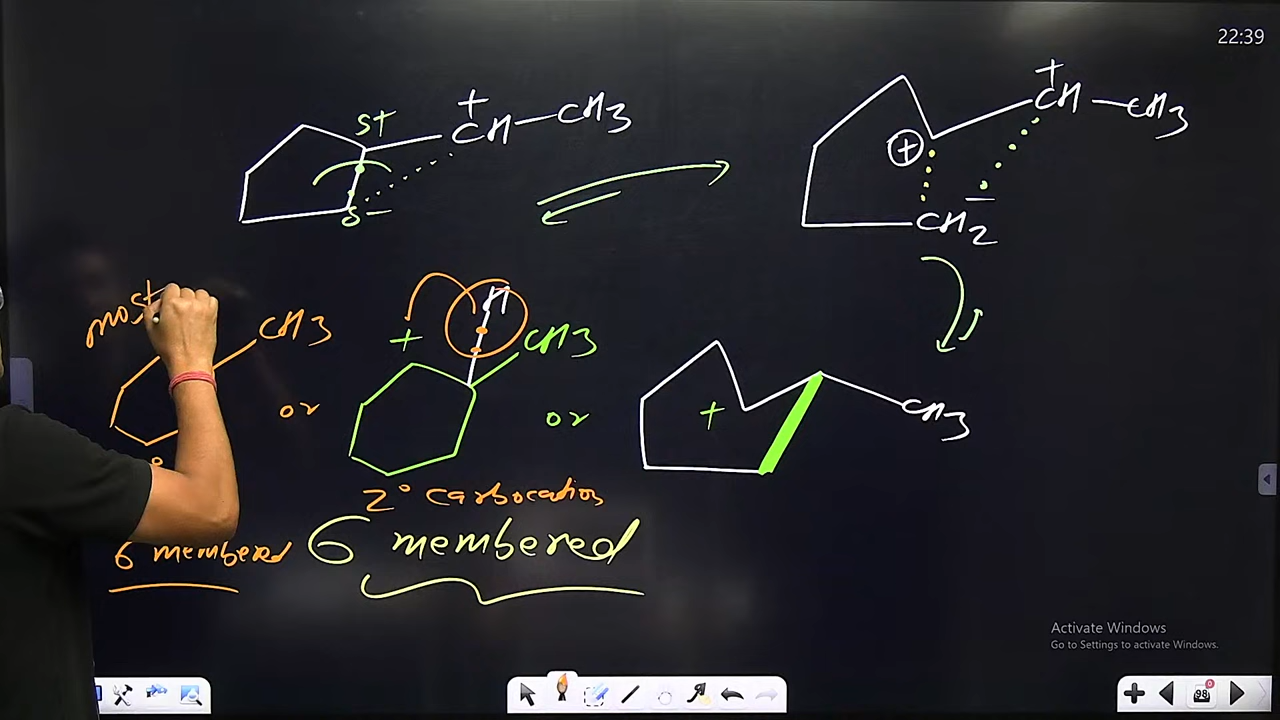 22:39
S+
+
CH-CH3
S-
+
CH-CH3
+
-
CH2
most
CH3
or
+
H
CH3
or
+
CH3
2° carbocation
6 membered
6 membered
Activate Windows
Go to Settings to activate Windows.
98